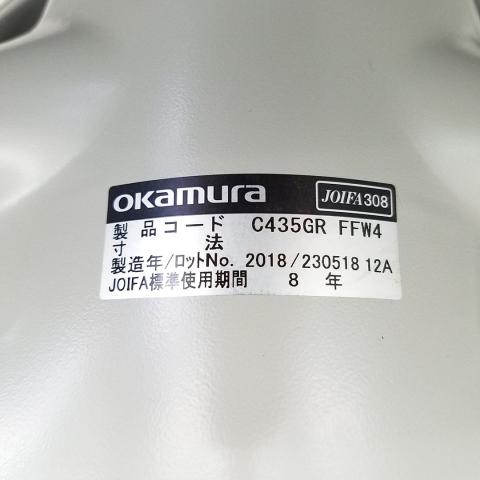 okamura JOIFA308
製品コード C435GR FFW4
寸法
製造年/ロットNo. 2018/230518 12A
JOIFA標準使用期間 8 年